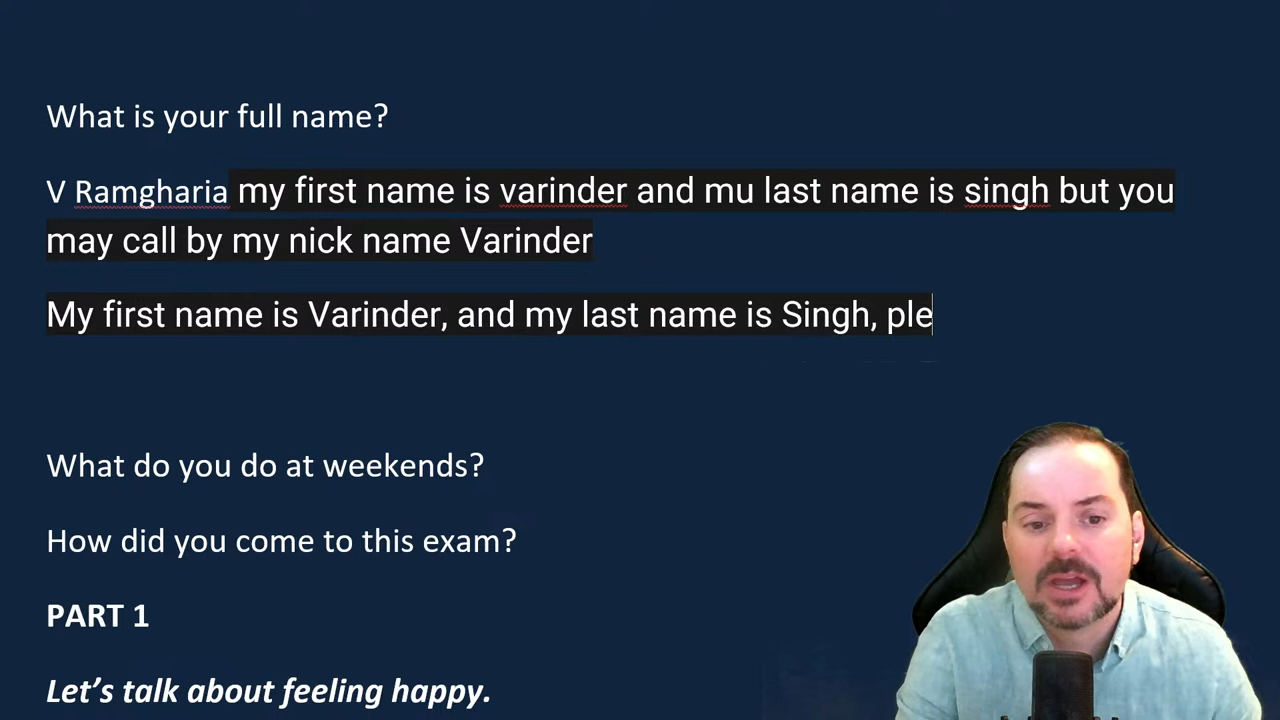 What is your full name?
V Ramgharia my first name is varinder and mu last name is singh but you
may call by my nick name Varinder
My first name is Varinder, and my last name is Singh, ple
What do you do at weekends?
How did you come to this exam?
PART 1
Let’s talk about feeling happy.